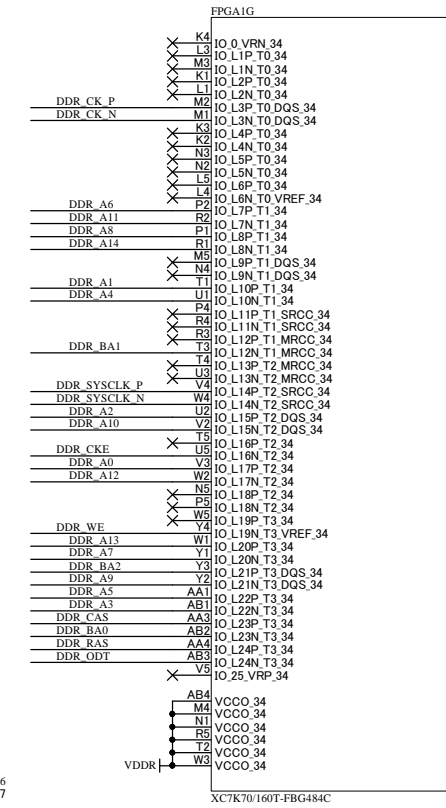 FPGA1G
K4 IO_0_VRN_34
L3 IO_L1P_T0_34
M3 IO_L1N_T0_34
K1 IO_L2P_T0_34
L1 IO_L2N_T0_34
DDR_CK_P M2 IO_L3P_T0_DQS_34
DDR_CK_N M1 IO_L3N_T0_DQS_34
K3 IO_L4P_T0_34
K2 IO_L4N_T0_34
N3 IO_L5P_T0_34
N2 IO_L5N_T0_34
L5 IO_L6P_T0_34
L4 IO_L6N_T0_VREF_34
DDR_A6 P2 IO_L7P_T1_34
DDR_A11 R2 IO_L7N_T1_34
DDR_A8 P1 IO_L8P_T1_34
DDR_A14 R1 IO_L8N_T1_34
M5 IO_L9P_T1_DQS_34
N4 IO_L9N_T1_DQS_34
DDR_A1 T1 IO_L10P_T1_34
DDR_A4 U1 IO_L10N_T1_34
P4 IO_L11P_T1_SRCC_34
R4 IO_L11N_T1_SRCC_34
R3 IO_L12P_T1_MRCC_34
DDR_BA1 T3 IO_L12N_T1_MRCC_34
T4 IO_L13P_T2_MRCC_34
U3 IO_L13N_T2_MRCC_34
DDR_SYSCLK_P V4 IO_L14P_T2_SRCC_34
DDR_SYSCLK_N W4 IO_L14N_T2_SRCC_34
DDR_A2 U2 IO_L15P_T2_DQS_34
DDR_A10 V2 IO_L15N_T2_DQS_34
T5 IO_L16P_T2_34
DDR_CKE U5 IO_L16N_T2_34
DDR_A0 V3 IO_L17P_T2_34
DDR_A12 W2 IO_L17N_T2_34
N5 IO_L18P_T2_34
P5 IO_L18N_T2_34
W5 IO_L19P_T3_34
DDR_WE Y4 IO_L19N_T3_VREF_34
DDR_A13 W1 IO_L20P_T3_34
DDR_A7 Y1 IO_L20N_T3_34
DDR_BA2 Y3 IO_L21P_T3_DQS_34
DDR_A9 Y2 IO_L21N_T3_DQS_34
DDR_A5 AA1 IO_L22P_T3_34
DDR_A3 AB1 IO_L22N_T3_34
DDR_CAS AA3 IO_L23P_T3_34
DDR_BA0 AB2 IO_L23N_T3_34
DDR_RAS AA4 IO_L24P_T3_34
DDR_ODT AB3 IO_L24N_T3_34
V5 IO_25_VRP_34
AB4 VCCO_34
M4 VCCO_34
N1 VCCO_34
R5 VCCO_34
T2 VCCO_34
VDDR W3 VCCO_34
6
7
XC7K70/160T-FBG484C